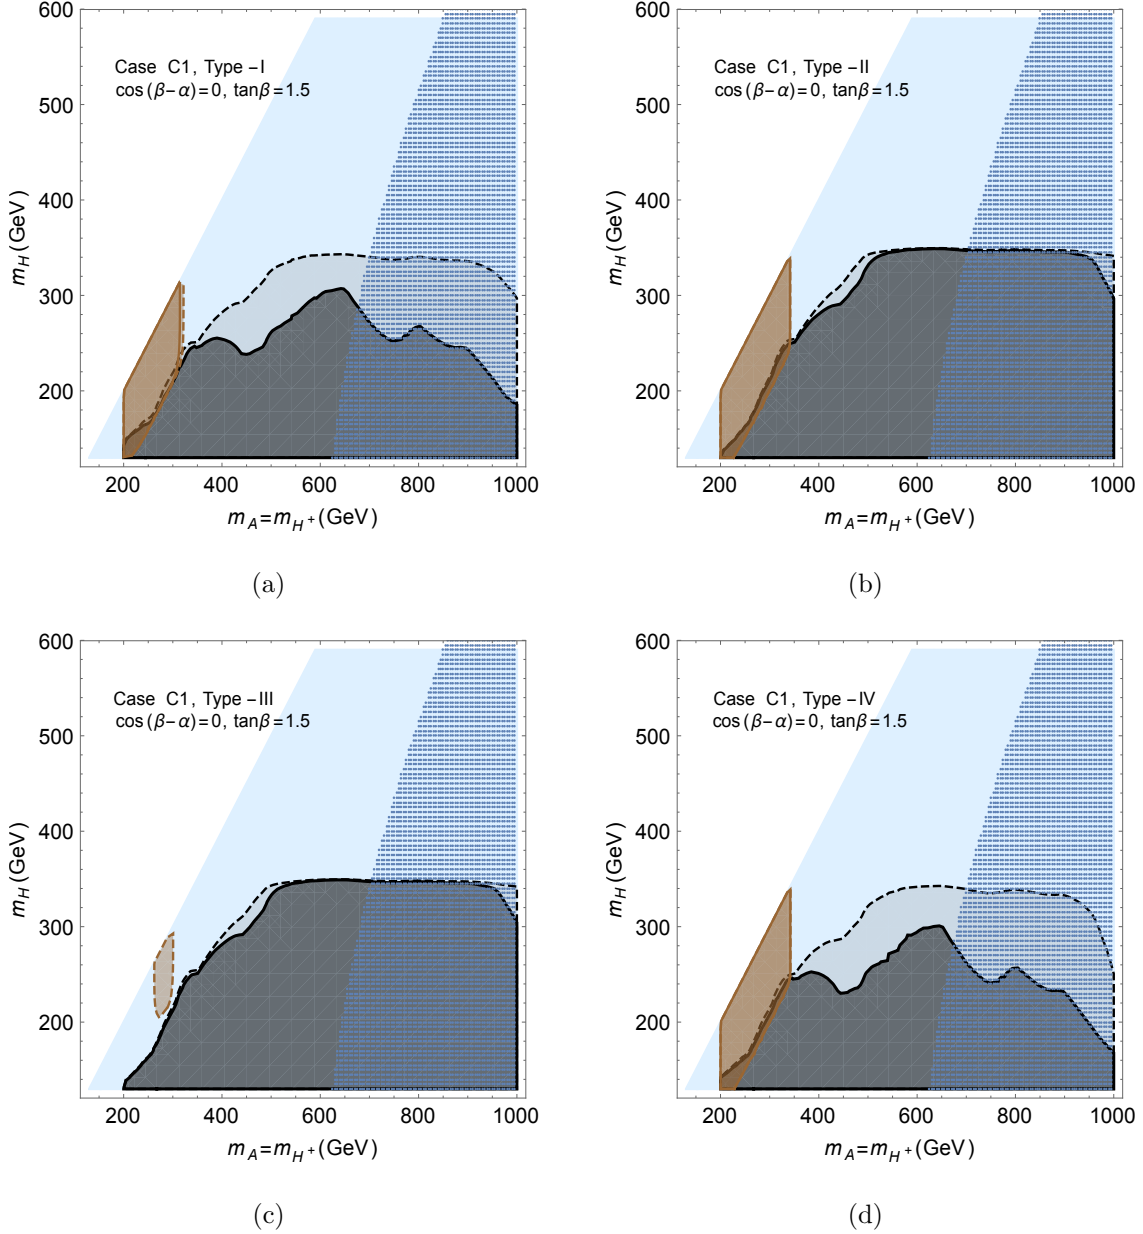 600
500
400
300
200
m_H(GeV)
Case C1, Type-I
cos(β-α)=0, tanβ=1.5
200 400 600 800 1000
m_A=m_H+(GeV)
(a)
600
500
400
300
200
m_H(GeV)
Case C1, Type-II
cos(β-α)=0, tanβ=1.5
200 400 600 800 1000
m_A=m_H+(GeV)
(b)
600
500
400
300
200
m_H(GeV)
Case C1, Type-III
cos(β-α)=0, tanβ=1.5
200 400 600 800 1000
m_A=m_H+(GeV)
(c)
600
500
400
300
200
m_H(GeV)
Case C1, Type-IV
cos(β-α)=0, tanβ=1.5
200 400 600 800 1000
m_A=m_H+(GeV)
(d)